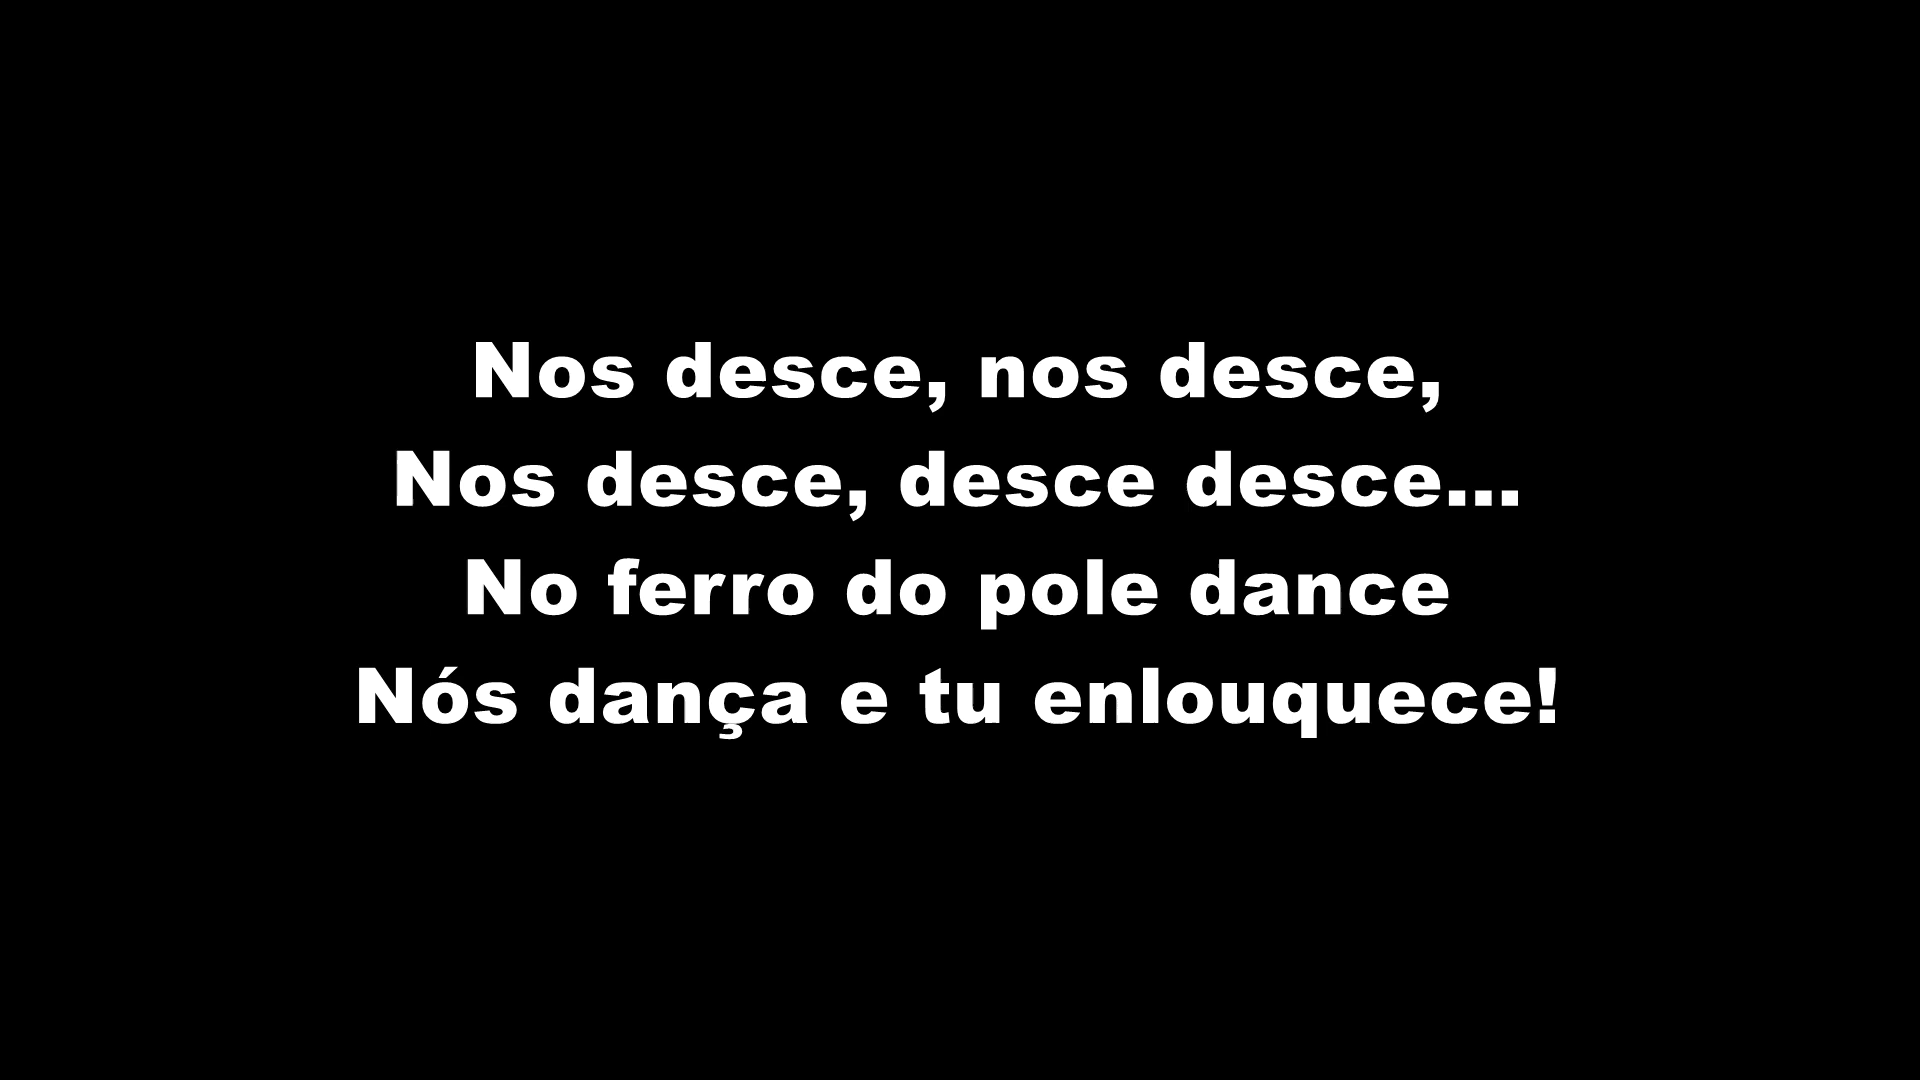 Nos desce, nos desce,
Nos desce, desce desce...
No ferro do pole dance
Nós dança e tu enlouquece!